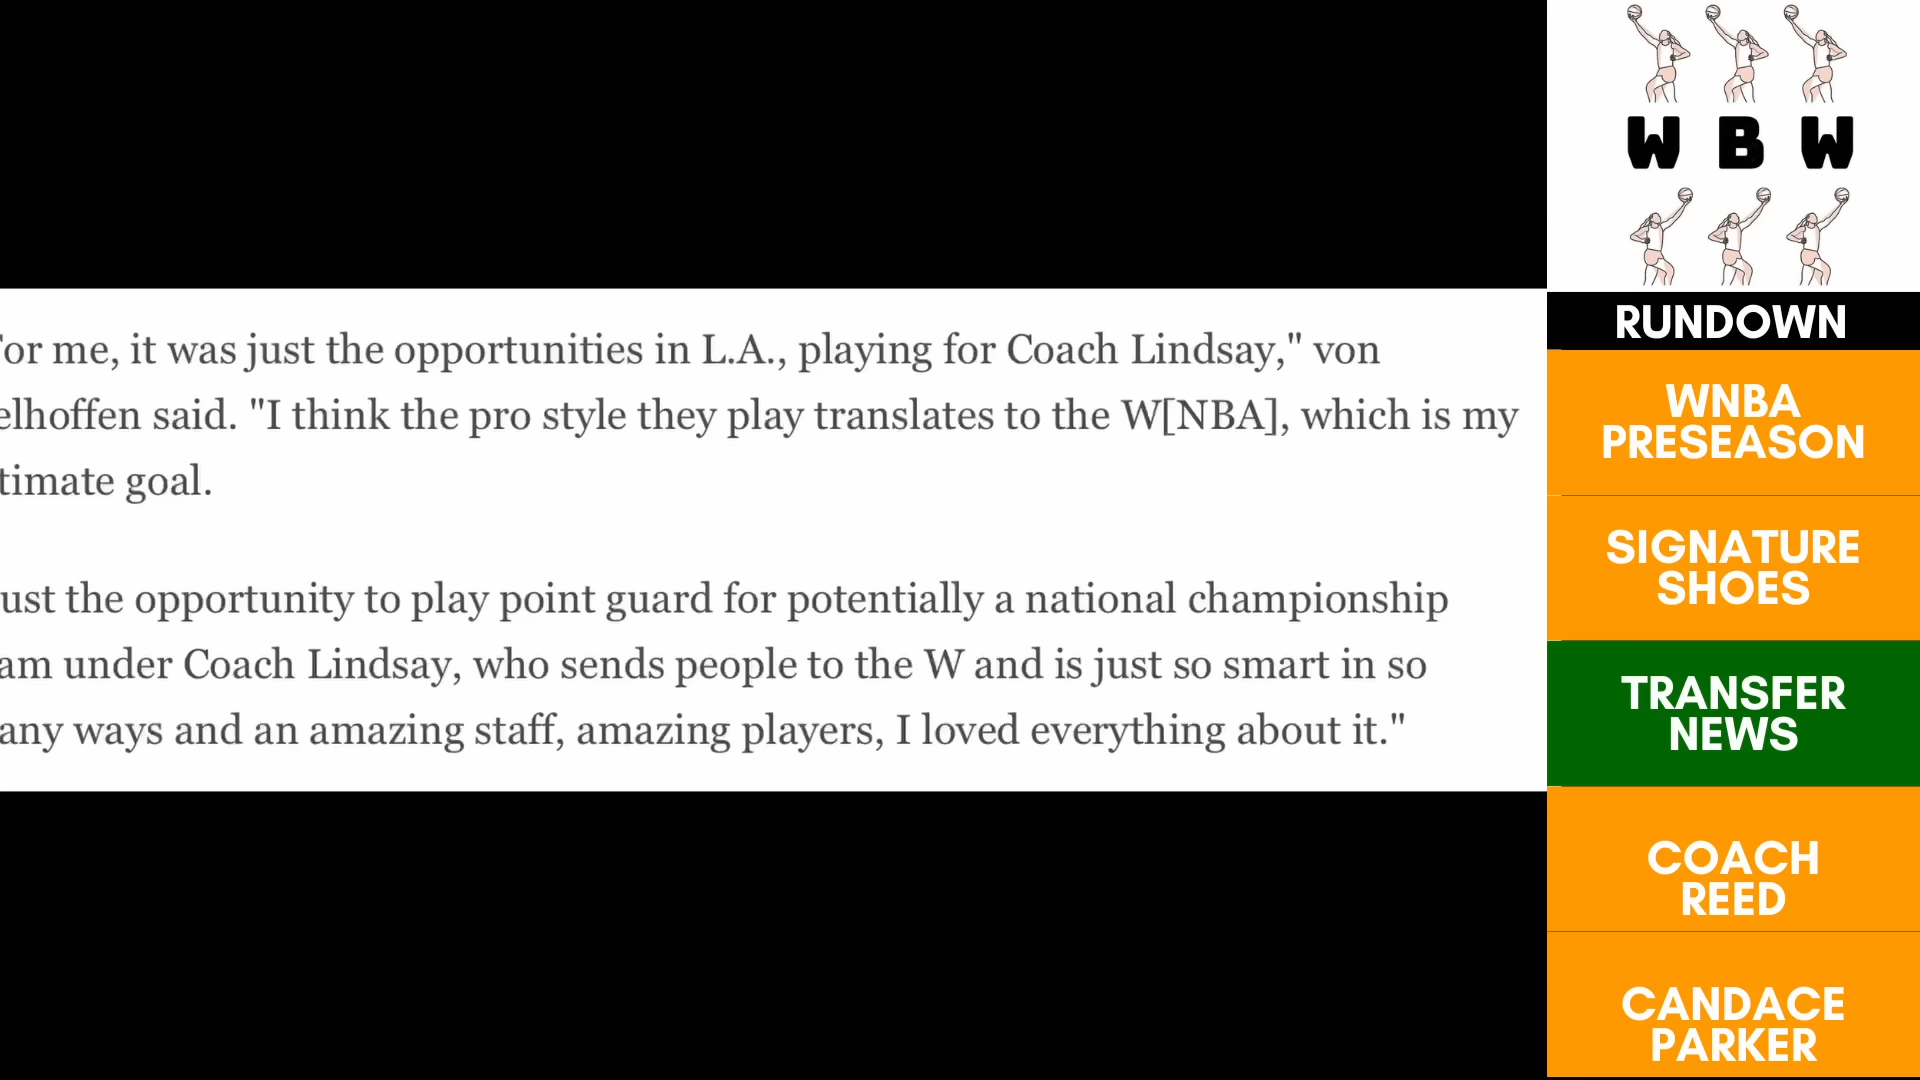 for me, it was just the opportunities in L.A., playing for Coach Lindsay," von
elhoffen said. "I think the pro style they play translates to the W[NBA], which is my
timate goal.
ust the opportunity to play point guard for potentially a national championship
am under Coach Lindsay, who sends people to the W and is just so smart in so
any ways and an amazing staff, amazing players, I loved everything about it."
W B W
RUNDOWN
WNBA
PRESEASON
SIGNATURE
SHOES
TRANSFER
NEWS
COACH
REED
CANDACE
PARKER